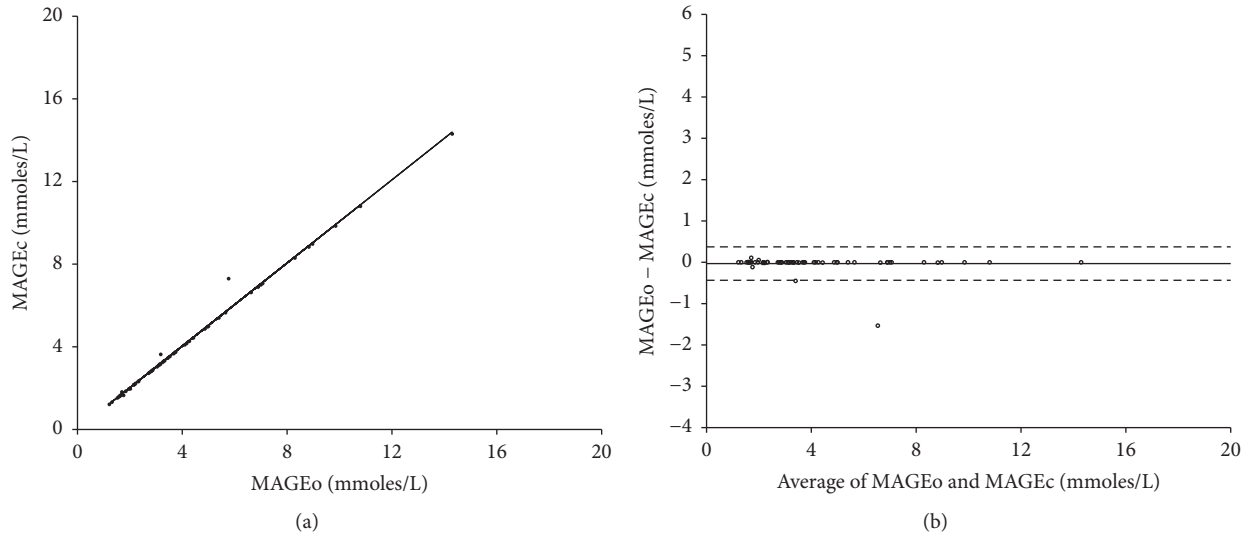 20
16
12
8
4
0
MAGEc (mmoles/L)
0 4 8 12 16 20
MAGEo (mmoles/L)
(a)
6
5
4
3
2
1
0
−1
−2
−3
−4
MAGEo − MAGEc (mmoles/L)
0 4 8 12 16 20
Average of MAGEo and MAGEc (mmoles/L)
(b)